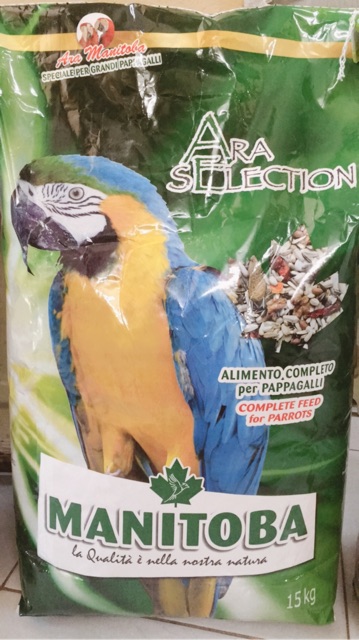 Ara Manitoba
SPECIALE PER GRANDI PAPPAGALLI
ARA
SELECTION
ALIMENTO COMPLETO
per PAPPAGALLI
COMPLETE FEED
for PARROTS
MANITOBA
la Qualità è nella nostra natura
15 kg